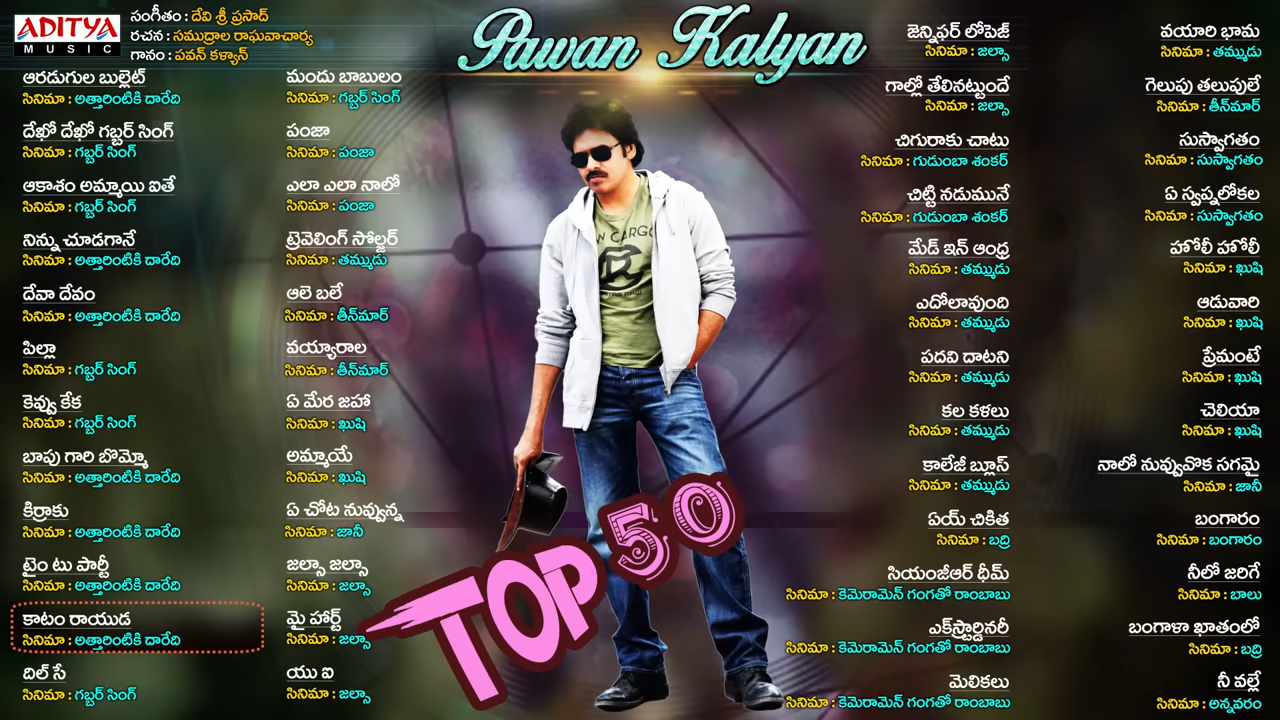 ADITYA
MUSIC
సంగీతం : దేవి శ్రీ ప్రసాద్
రచన : సముద్రాల రాఘవాచార్య
గానం : పవన్ కళ్యాన్
Pawan Kalyan
ఆరడుగుల బుల్లెట్
సినిమా : అత్తారింటికి దారేది
దేఖో దేఖో గబ్బర్ సింగ్
సినిమా : గబ్బర్ సింగ్
ఆకాశం అమ్మాయి ఐతే
సినిమా : గబ్బర్ సింగ్
నిన్ను చూడగానే
సినిమా : అత్తారింటికి దారేది
దేవా దేవం
సినిమా : అత్తారింటికి దారేది
పిల్లా
సినిమా : గబ్బర్ సింగ్
కెవ్వు కేక
సినిమా : గబ్బర్ సింగ్
బాపు గారి బొమ్మో
సినిమా : అత్తారింటికి దారేది
కిర్రాకు
సినిమా : అత్తారింటికి దారేది
టైం టు పార్టీ
సినిమా : అత్తారింటికి దారేది
కాటం రాయుడ
సినిమా : అత్తారింటికి దారేది
దిల్ సే
సినిమా : గబ్బర్ సింగ్
మందు బాబులం
సినిమా : గబ్బర్ సింగ్
పంజా
సినిమా : పంజా
ఎలా ఎలా నాలో
సినిమా : పంజా
ట్రెవెలింగ్ సోల్జర్
సినిమా : తమ్ముడు
ఆలె బలే
సినిమా : తీన్‌మార్
వయ్యారాల
సినిమా : తీన్‌మార్
ఏ మేర జహా
సినిమా : ఖుషి
అమ్మాయే
సినిమా : ఖుషి
ఏ చోట నువ్వున్న
సినిమా : జానీ
జల్సా జల్సా
సినిమా : జల్సా
మై హార్ట్
సినిమా : జల్సా
యు ఐ
సినిమా : జల్సా
CARGO
TOP 50
జెన్నిఫర్ లోపెజ్
సినిమా : జల్సా
గాల్లో తేలినట్టుందే
సినిమా : జల్సా
చిగురాకు చాటు
సినిమా : గుడుంబా శంకర్
చిట్టి నడుమునే
సినిమా : గుడుంబా శంకర్
మేడ్ ఇన్ ఆంధ్ర
సినిమా : తమ్ముడు
ఎదోలావుంది
సినిమా : తమ్ముడు
పదవి దాటని
సినిమా : తమ్ముడు
కల కళలు
సినిమా : తమ్ముడు
కాలేజీ బ్లూస్
సినిమా : తమ్ముడు
ఏయ్ చికిత
సినిమా : బద్రి
సియంజీఆర్ థీమ్
సినిమా : కెమెరామెన్ గంగతో రాంబాబు
ఎక్‌స్ట్రార్డినరీ
సినిమా : కెమెరామెన్ గంగతో రాంబాబు
మెలికలు
సినిమా : కెమెరామెన్ గంగతో రాంబాబు
వయారి భామ
సినిమా : తమ్ముడు
గెలుపు తలుపులే
సినిమా : తీన్‌మార్
సుస్వాగతం
సినిమా : సుస్వాగతం
ఏ స్వప్నలోకల
సినిమా : సుస్వాగతం
హోలీ హోలీ
సినిమా : ఖుషి
ఆడువారి
సినిమా : ఖుషి
ప్రేమంటే
సినిమా : ఖుషి
చెలియా
సినిమా : ఖుషి
నాలో నువ్వువొక సగమై
సినిమా : జానీ
బంగారం
సినిమా : బంగారం
నీలో జరిగే
సినిమా : బాలు
బంగాళా ఖాతంలో
సినిమా : బద్రి
నీ వల్లే
సినిమా : అన్నవరం